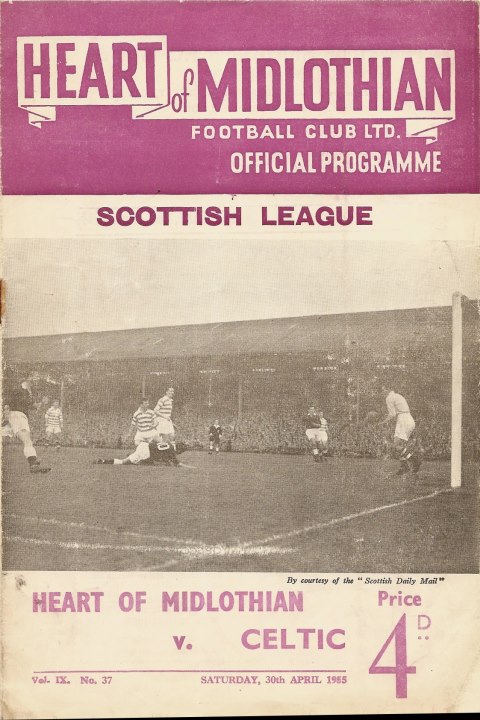 HEART of MIDLOTHIAN
FOOTBALL CLUB LTD.
OFFICIAL PROGRAMME
SCOTTISH LEAGUE
By courtesy of the "Scottish Daily Mail"
HEART OF MIDLOTHIAN
v. CELTIC
Price
4D
Vol. IX. No. 37 SATURDAY, 30th APRIL 1955